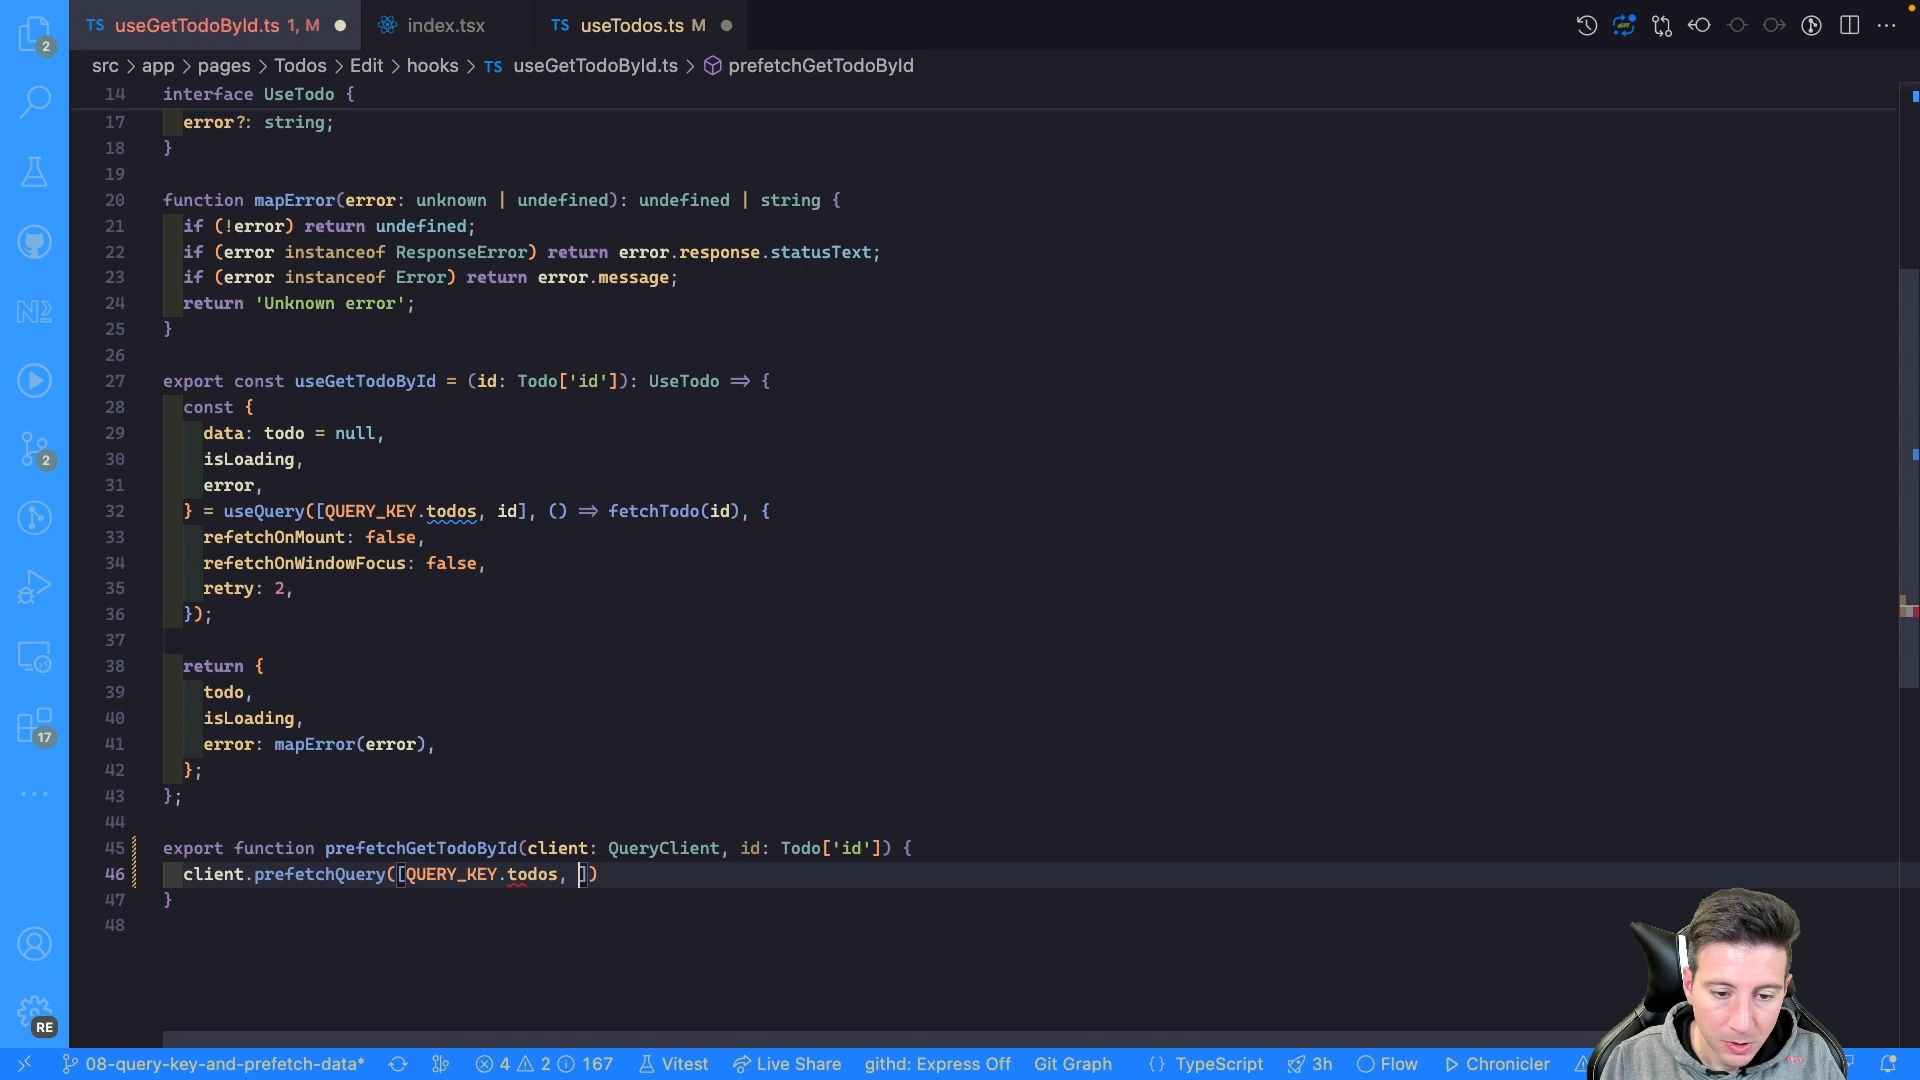 TS useGetTodoById.ts 1, M
index.tsx
TS useTodos.ts M
src > app > pages > Todos > Edit > hooks > TS useGetTodoById.ts > prefetchGetTodoById
14 interface UseTodo {
17 error?: string;
18 }
19
20 function mapError(error: unknown | undefined): undefined | string {
21 if (!error) return undefined;
22 if (error instanceof ResponseError) return error.response.statusText;
23 if (error instanceof Error) return error.message;
24 return 'Unknown error';
25 }
26
27 export const useGetTodoById = (id: Todo['id']): UseTodo ⇒ {
28 const {
29 data: todo = null,
30 isLoading,
31 error,
32 } = useQuery([QUERY_KEY.todos, id], () ⇒ fetchTodo(id), {
33 refetchOnMount: false,
34 refetchOnWindowFocus: false,
35 retry: 2,
36 });
37
38 return {
39 todo,
40 isLoading,
41 error: mapError(error),
42 };
43 };
44
45 export function prefetchGetTodoById(client: QueryClient, id: Todo['id']) {
46 client.prefetchQuery([QUERY_KEY.todos, ])
47 }
48
2
2
17
RE
08-query-key-and-prefetch-data* 4 2 167 Vitest Live Share githd: Express Off Git Graph {} TypeScript 3h Flow Chronicler